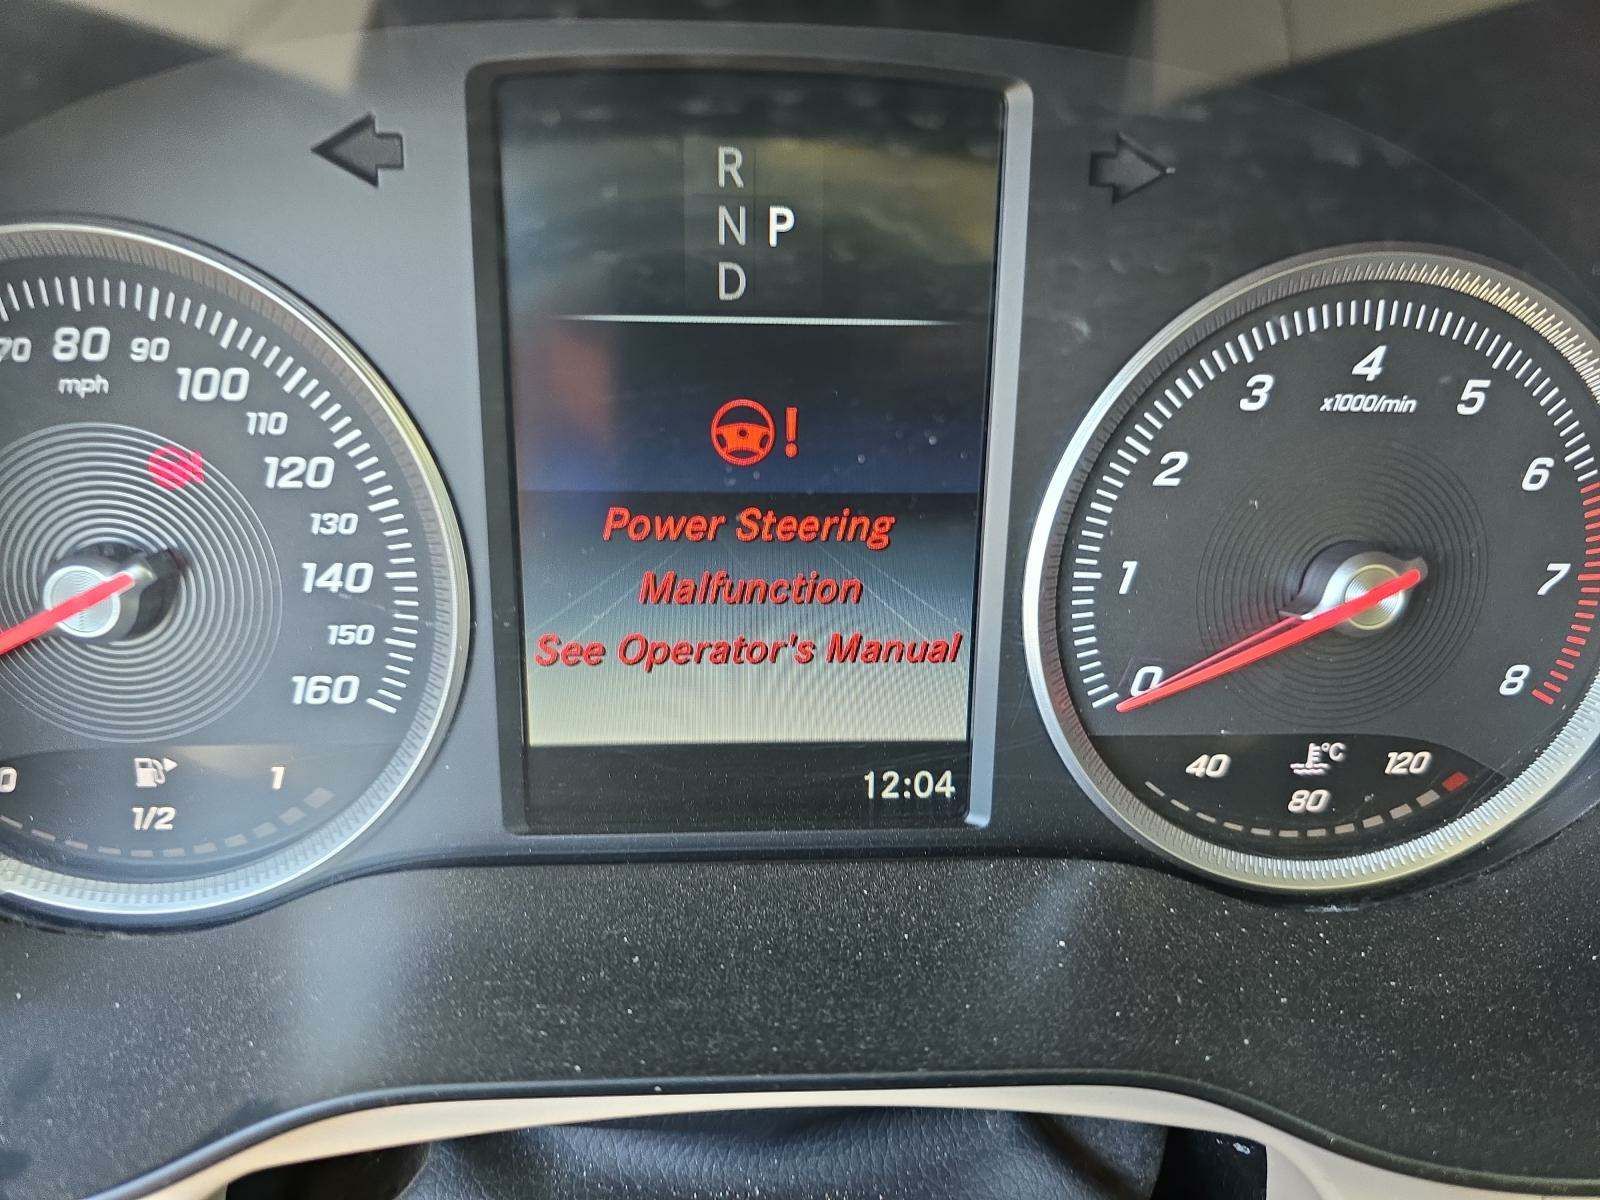 R
N P
D
Power Steering
Malfunction
See Operator's Manual
12:04
70 80 90
mph
100
110
120
130
140
150
160
0 1/2 1
4
x1000/min
3 5
2 6
1 7
0 8
40 °C 120
80